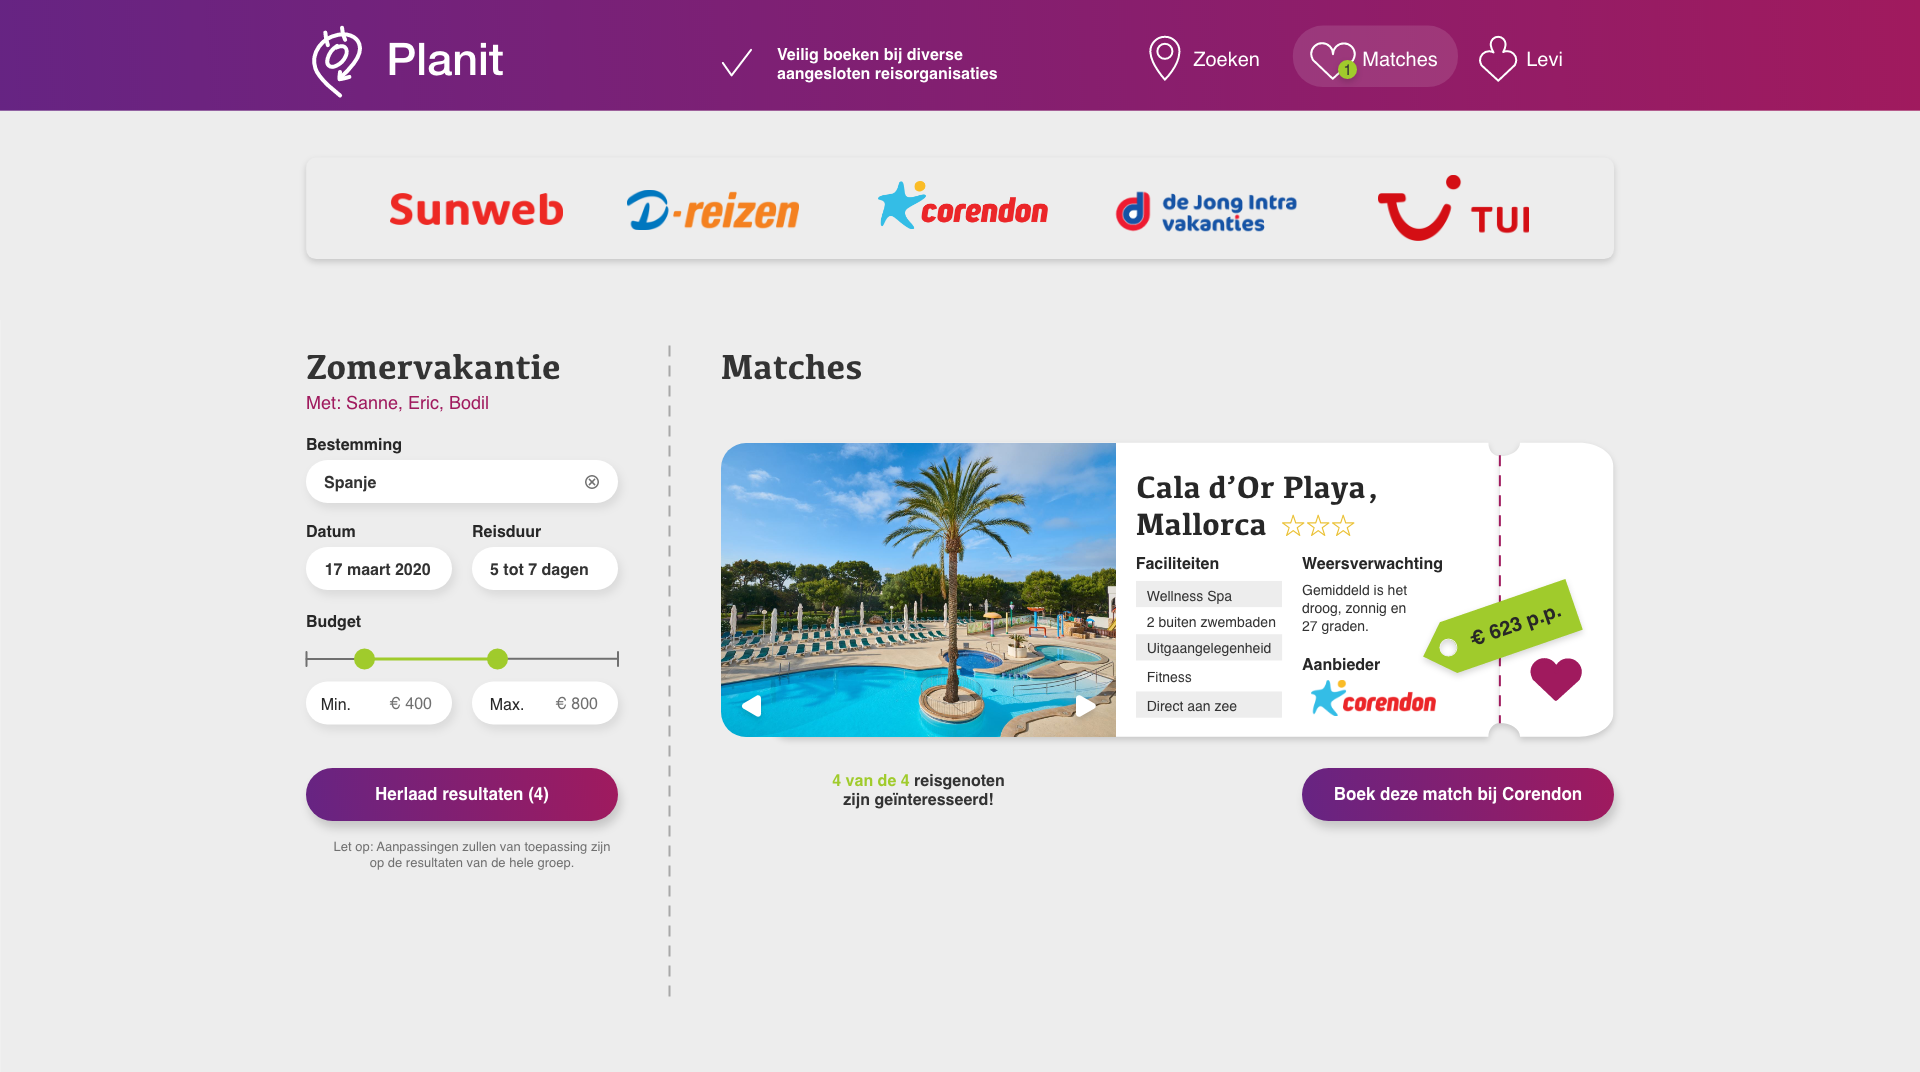 Planit
Veilig boeken bij diverse
aangesloten reisorganisaties
Zoeken
1
Matches
Levi
Sunweb
D-reizen
corendon
de Jong Intra
vakanties
TUI
Zomervakantie
Met: Sanne, Eric, Bodil
Bestemming
Spanje
Datum
Reisduur
17 maart 2020
5 tot 7 dagen
Budget
Min.
€ 400
Max.
€ 800
Herlaad resultaten (4)
Let op: Aanpassingen zullen van toepassing zijn
op de resultaten van de hele groep.
Matches
Cala d’Or Playa,
Mallorca
Faciliteiten
Wellness Spa
2 buiten zwembaden
Uitgaangelegenheid
Fitness
Direct aan zee
Weersverwachting
Gemiddeld is het
droog, zonnig en
27 graden.
Aanbieder
corendon
€ 623 p.p.
4 van de 4 reisgenoten
zijn geïnteresseerd!
Boek deze match bij Corendon